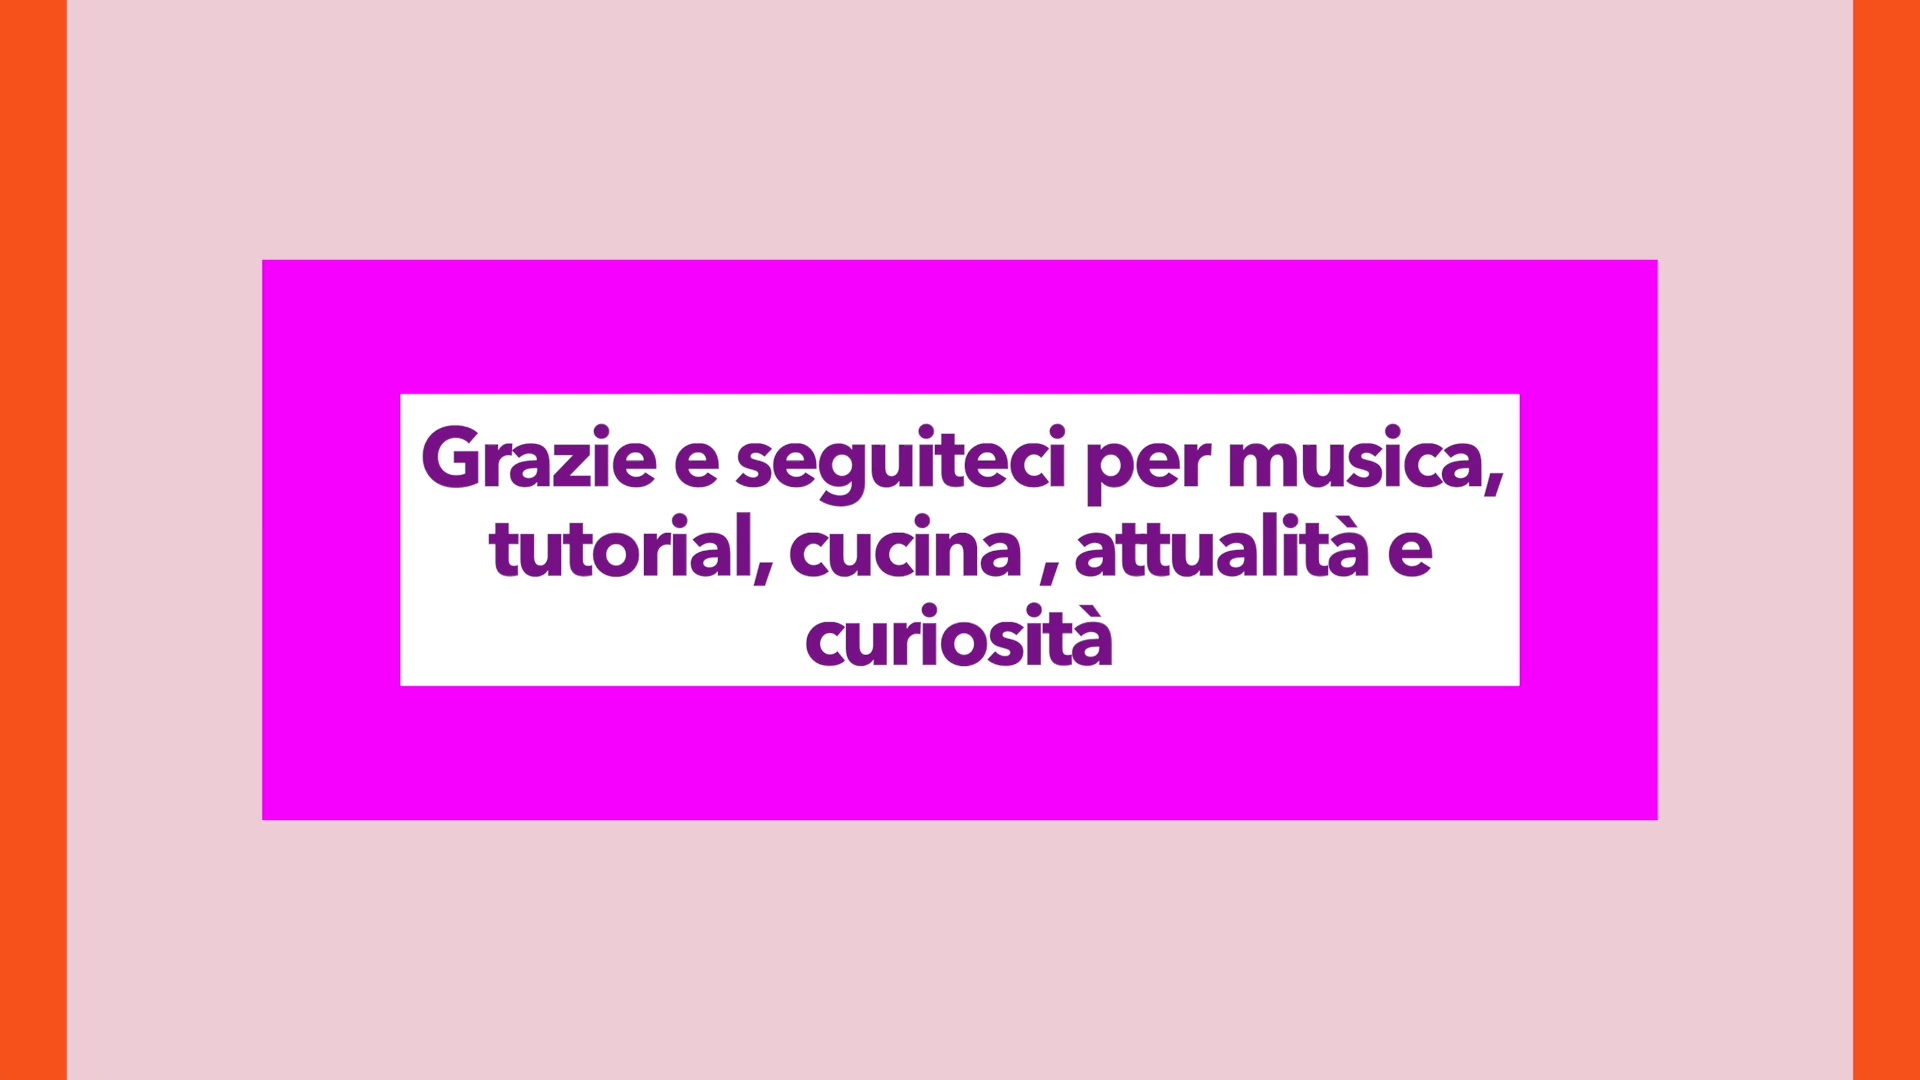 Grazie e seguiteci per musica,
tutorial, cucina , attualità e
curiosità